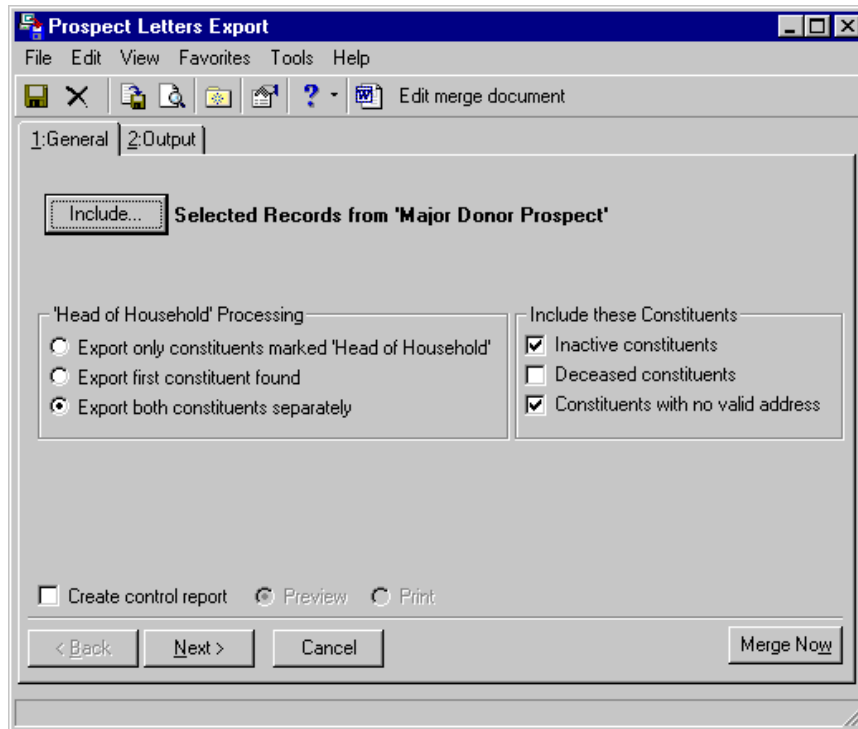 Prospect Letters Export
File Edit View Favorites Tools Help
? Edit merge document
1:General 2:Output
Include... Selected Records from 'Major Donor Prospect'
'Head of Household' Processing
Export only constituents marked 'Head of Household'
Export first constituent found
Export both constituents separately
Include these Constituents
Inactive constituents
Deceased constituents
Constituents with no valid address
Create control report Preview Print
< Back Next > Cancel Merge Now